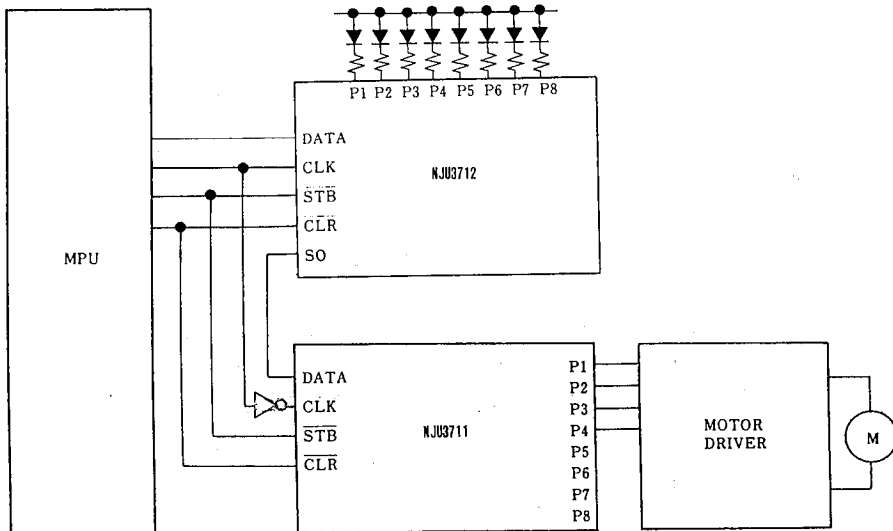 P1 P2 P3 P4 P5 P6 P7 P8
DATA
CLK
STB
CLR
SO
NJU3712
MPU
DATA
CLK
STB
CLR
NJU3711
P1
P2
P3
P4
P5
P6
P7
P8
MOTOR
DRIVER
M